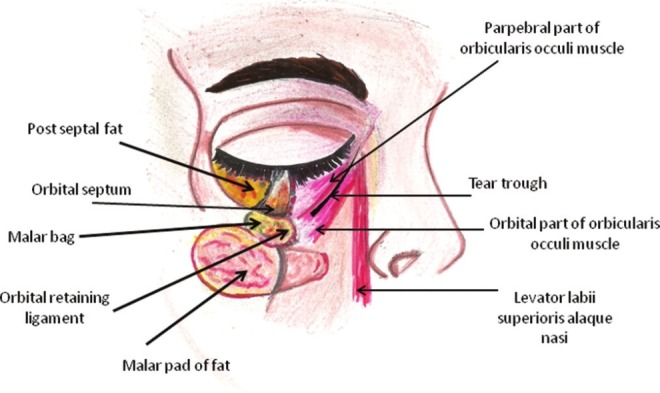 Parpebral part of
orbicularis occuli muscle
Post septal fat
Orbital septum
Tear trough
Malar bag
Orbital part of orbicularis
occuli muscle
Orbital retaining
ligament
Levator labii
superioris alaque
nasi
Malar pad of fat